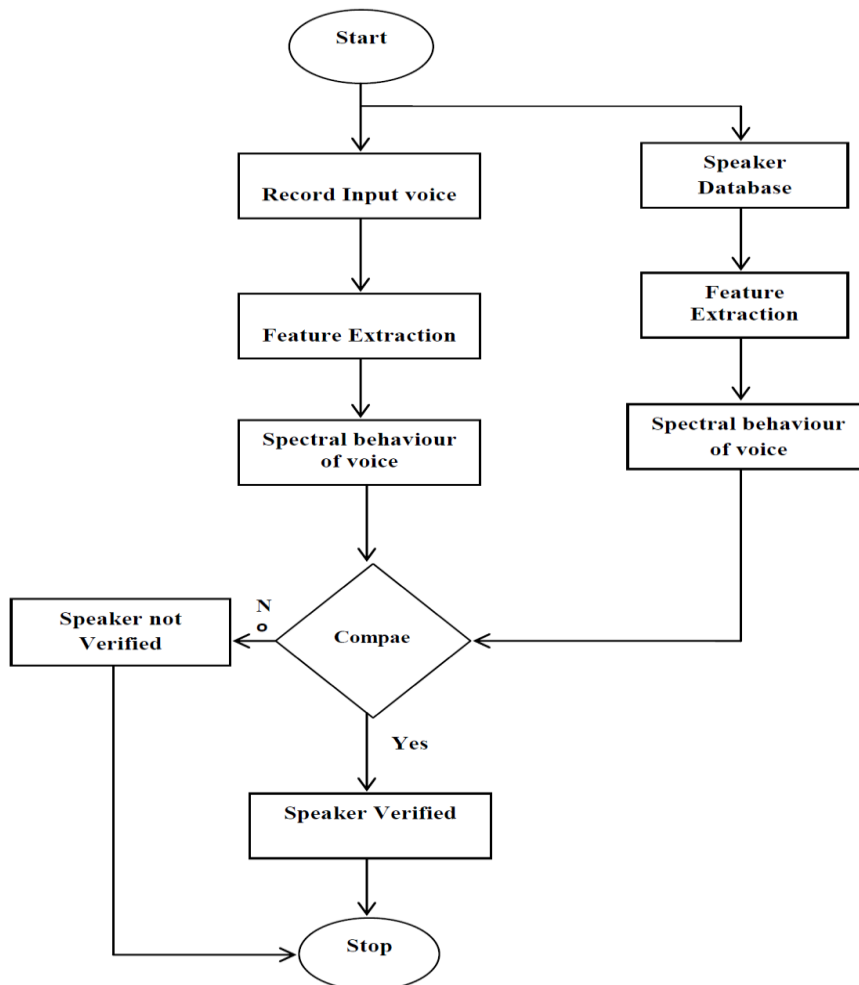 Start
Record Input voice
Speaker
Database
Feature Extraction
Feature
Extraction
Spectral behaviour
of voice
Spectral behaviour
of voice
Speaker not
Verified
N
o
Compae
Yes
Speaker Verified
Stop